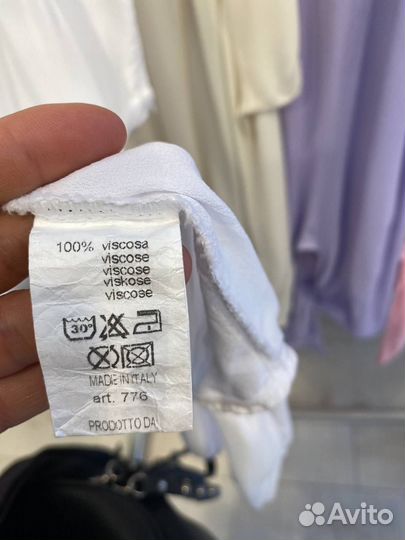 100% viscosa
viscose
viscose
viskose
viscose
30°
MADE IN ITALY
art. 776
PRODOTTO DA
Avito